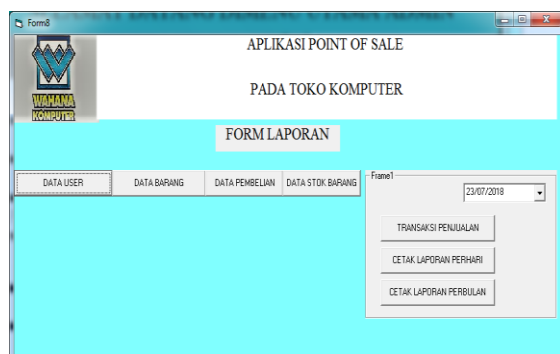 Form8
APLIKASI POINT OF SALE
PADA TOKO KOMPUTER
WAHANA
KOMPUTER
FORM LAPORAN
DATA USER DATA BARANG DATA PEMBELIAN DATA STOK BARANG
Frame1
23/07/2018
TRANSAKSI PENJUALAN
CETAK LAPORAN PERHARI
CETAK LAPORAN PERBULAN